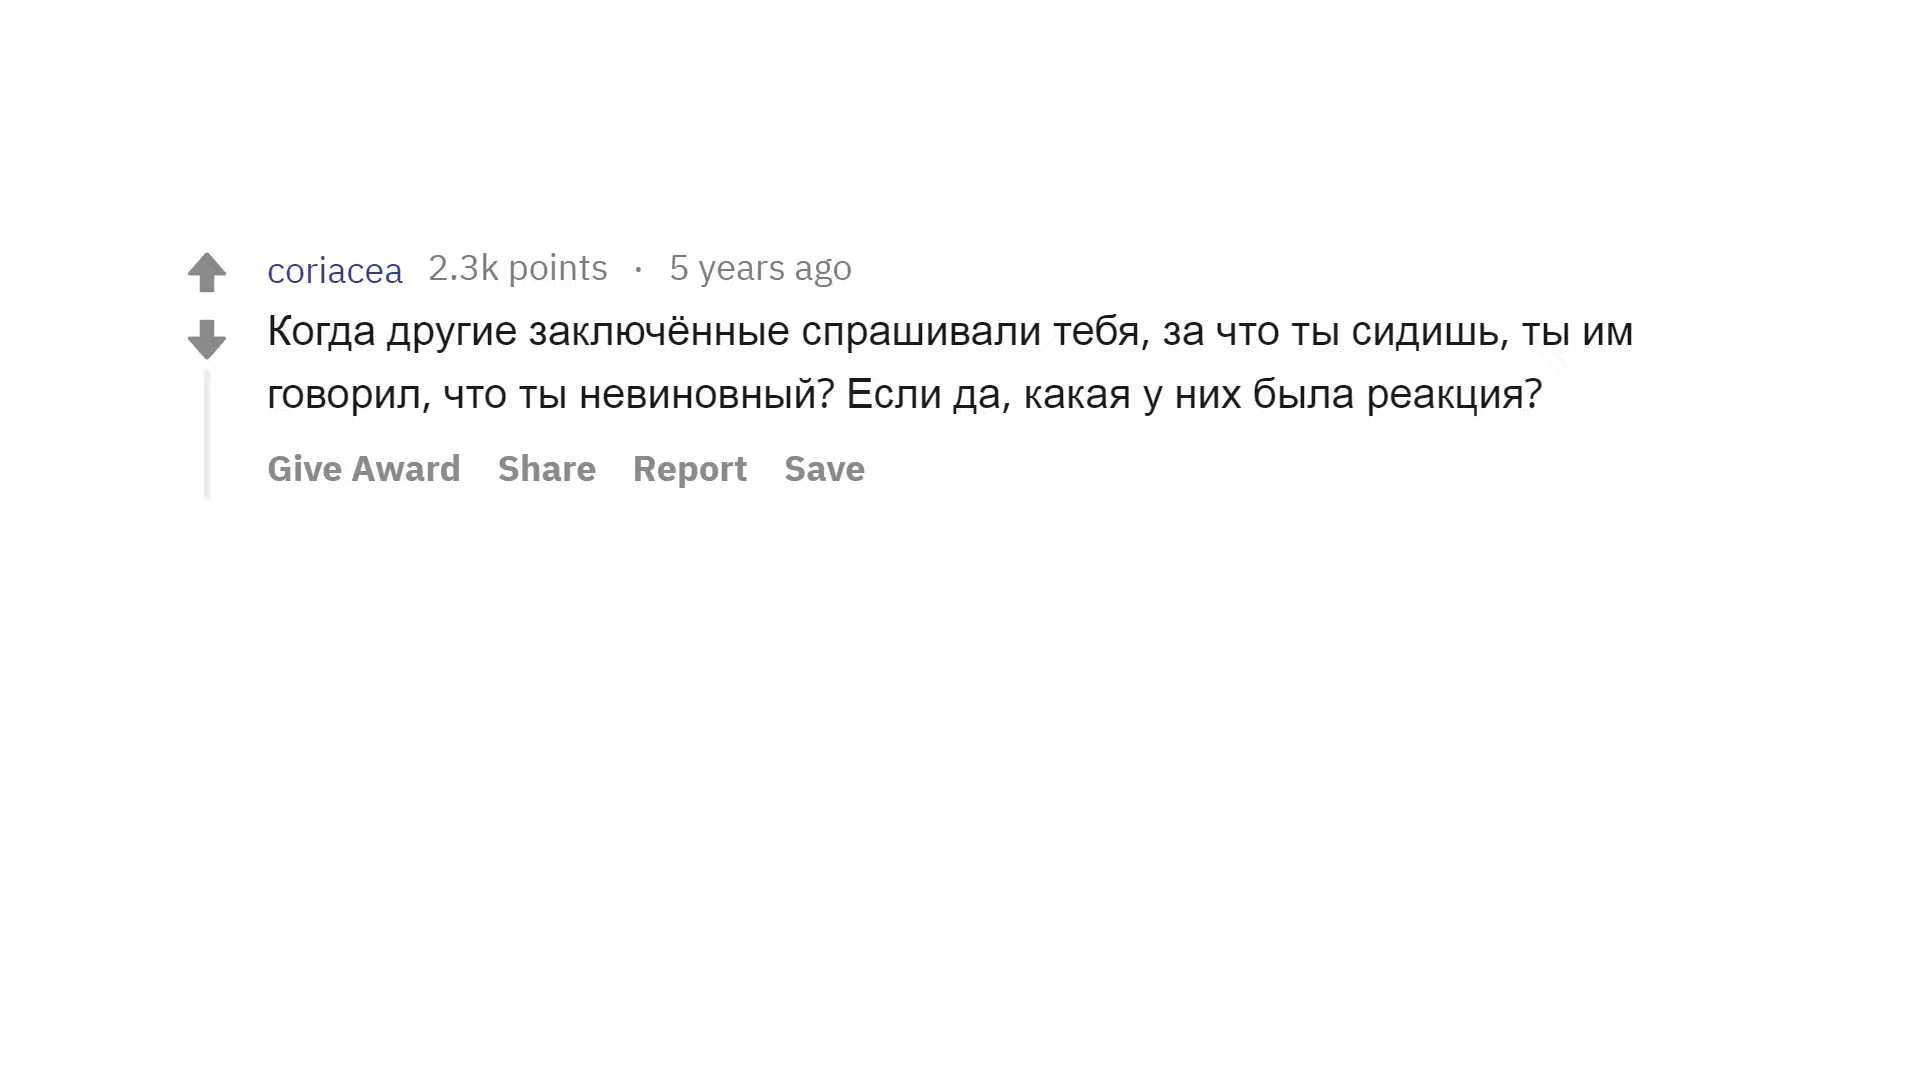 coriacea 2.3k points · 5 years ago
Когда другие заключённые спрашивали тебя, за что ты сидишь, ты им
говорил, что ты невиновный? Если да, какая у них была реакция?
Give Award Share Report Save